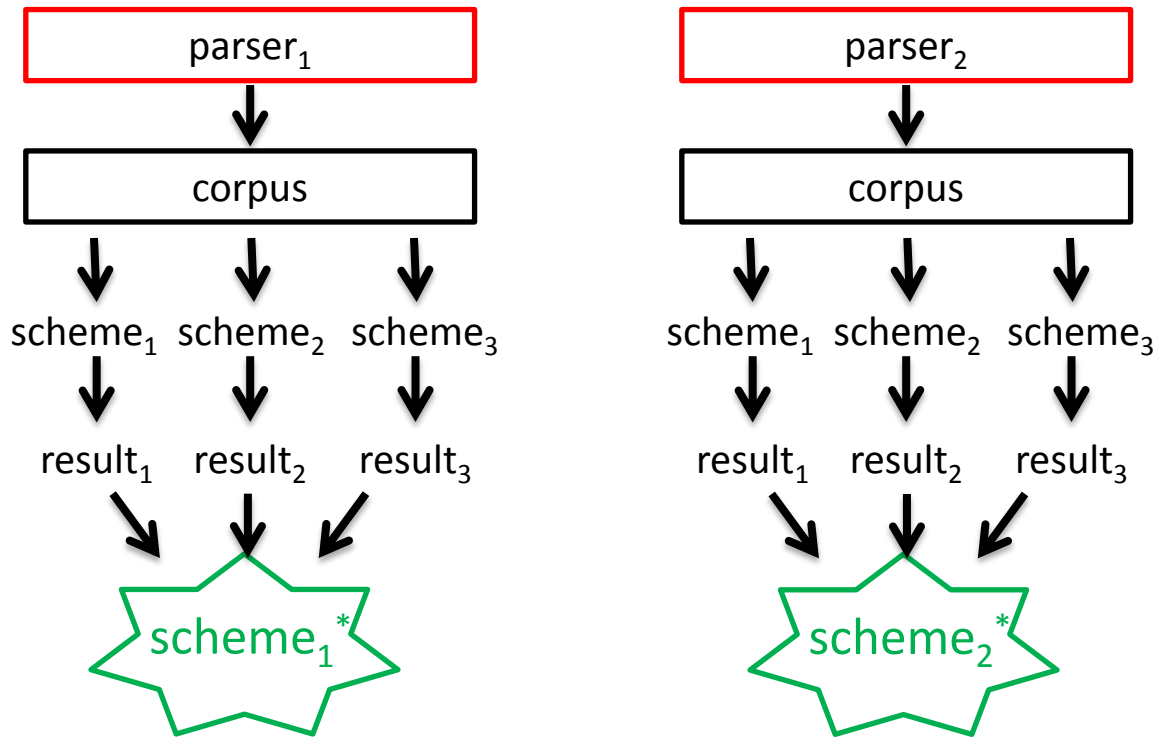 parser₁
corpus
scheme₁ scheme₂ scheme₃
result₁ result₂ result₃
scheme₁*
parser₂
corpus
scheme₁ scheme₂ scheme₃
result₁ result₂ result₃
scheme₂*